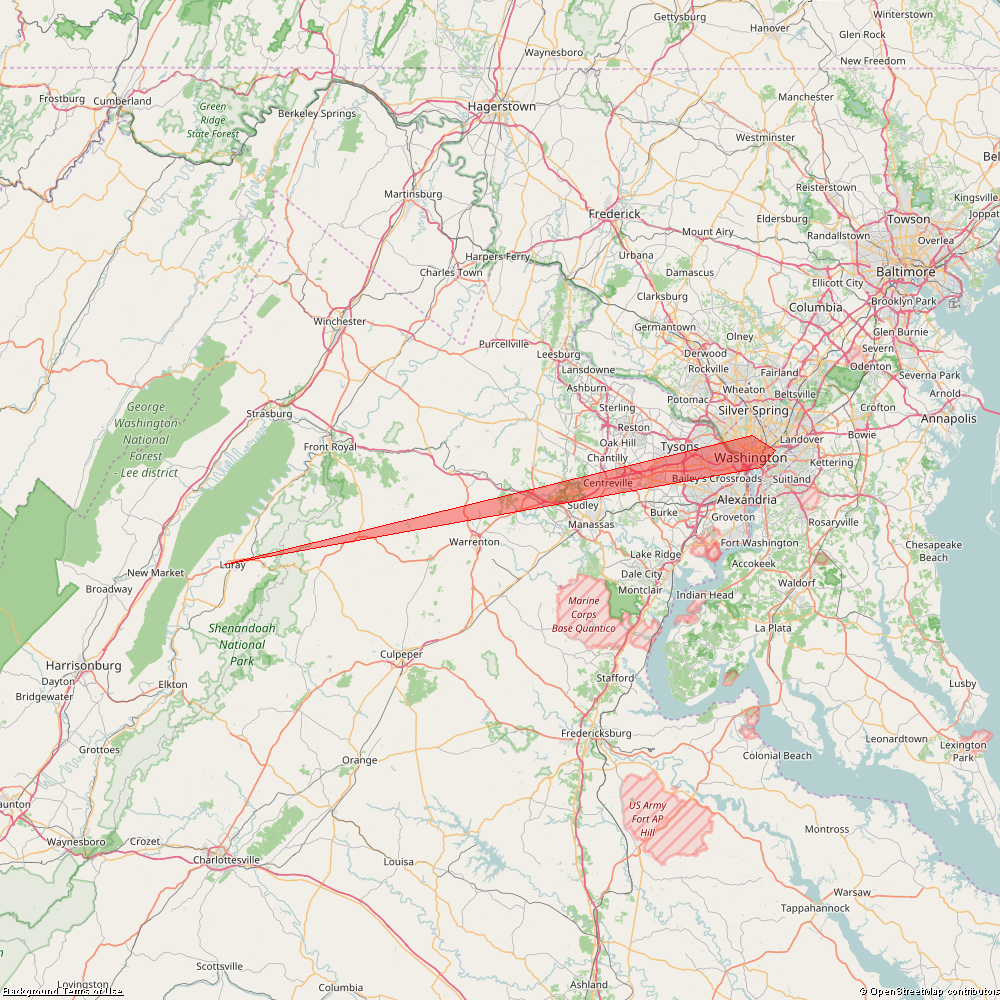 Gettysburg
Hanover
Winterstown
Glen Rock
Waynesboro
New Freedom
Frostburg
Cumberland
Green
Ridge
State Forest
Berkeley Springs
Hagerstown
Manchester
Westminster
Martinsburg
Reisterstown
Kingsville
Frederick
Eldersburg
Towson
Joppat
Mount Airy
Randallstown
Overlea
Harpers Ferry
Urbana
Charles Town
Damascus
Baltimore
Ellicott City
Clarksburg
Columbia
Brooklyn Park
Winchester
Germantown
Olney
Glen Burnie
Purcellville
Leesburg
Derwood
Rockville
Severn
Lansdowne
Fairland
Odenton
Severna Park
Ashburn
Wheaton
Beltsville
Potomac
Arnold
George
Washington
National
Forest
- Lee district
Strasburg
Sterling
Silver Spring
Crofton
Annapolis
Reston
Oak Hill
Tysons
Landover
Bowie
Front Royal
Chantilly
Washington
Kettering
Centreville
Bailey's Crossroads
Suitland
Alexandria
Sudley
Burke
Groveton
Rosaryville
Manassas
Warrenton
Fort Washington
Chesapeake
Beach
Lake Ridge
Accokeek
Luray
New Market
Dale City
Waldorf
Broadway
Montclair
Indian Head
Marine
Corps
Base Quantico
La Plata
Shenandoah
National
Park
Culpeper
Harrisonburg
Dayton
Bridgewater
Elkton
Stafford
Lusby
Fredericksburg
Leonardtown
Lexington
Park
Grottoes
Orange
Colonial Beach
US Army
Fort AP
Hill
aunton
Waynesboro
Crozet
Charlottesville
Louisa
Montross
Warsaw
Tappahannock
Scottsville
Lovingston
Columbia
Ashland
Background Terms of Use
© OpenStreetMap contributors